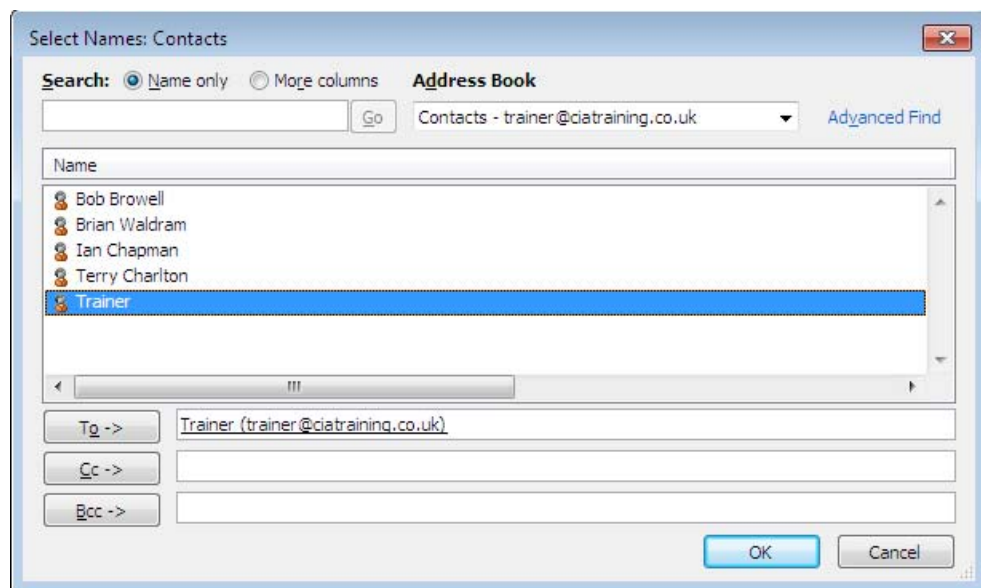 Select Names: Contacts
Search: Name only More columns Address Book
Go Contacts - trainer@ciatraining.co.uk Advanced Find
Name
Bob Browell
Brian Waldram
Ian Chapman
Terry Charlton
Trainer
To -> Trainer (trainer@ciatraining.co.uk)
Cc ->
Bcc ->
OK Cancel